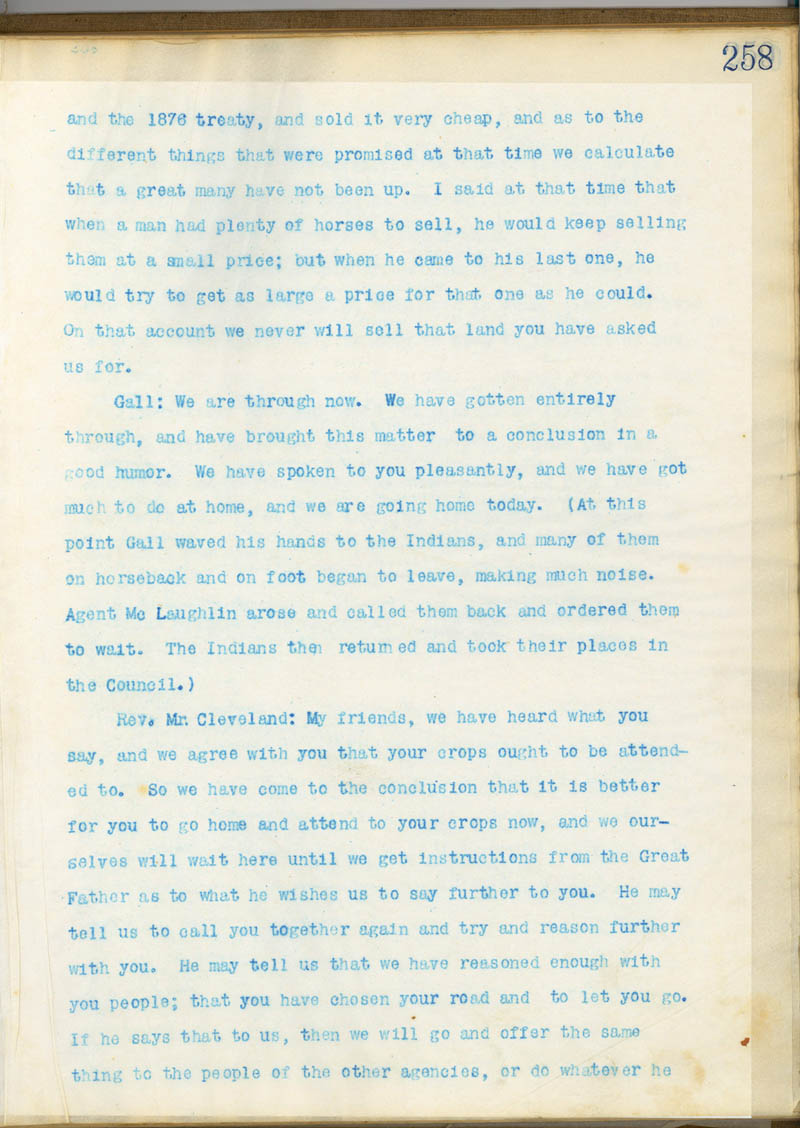 258
and the 1876 treaty, and sold it very cheap, and as to the
different things that were promised at that time we calculate
that a great many have not been up.  I said at that time that
when a man had plenty of horses to sell, he would keep selling
them at a small price; but when he came to his last one, he
would try to get as large a price for that one as he could.
On that account we never will sell that land you have asked
us for.
Gall: We are through now.  We have gotten entirely
through, and have brought this matter  to a conclusion in a
good humor.  We have spoken to you pleasantly, and we have got
much to do at home, and we are going home today.  (At this
point Gall waved his hands to the Indians, and many of them
on horseback and on foot began to leave, making much noise.
Agent Mc Laughlin arose and called them back and ordered them
to wait.  The Indians then returned and took their places in
the Council.)
Rev. Mr. Cleveland: My friends, we have heard what you
say, and we agree with you that your crops ought to be attend-
ed to.  So we have come to the conclusion that it is better
for you to go home and attend to your crops now, and we our-
selves will wait here until we get instructions from the Great
Father as to what he wishes us to say further to you.  He may
tell us to call you together again and try and reason further
with you.  He may tell us that we have reasoned enough with
you people; that you have chosen your road and  to let you go.
If he says that to us, then we will go and offer the same
thing to the people of the other agencies, or do whatever he